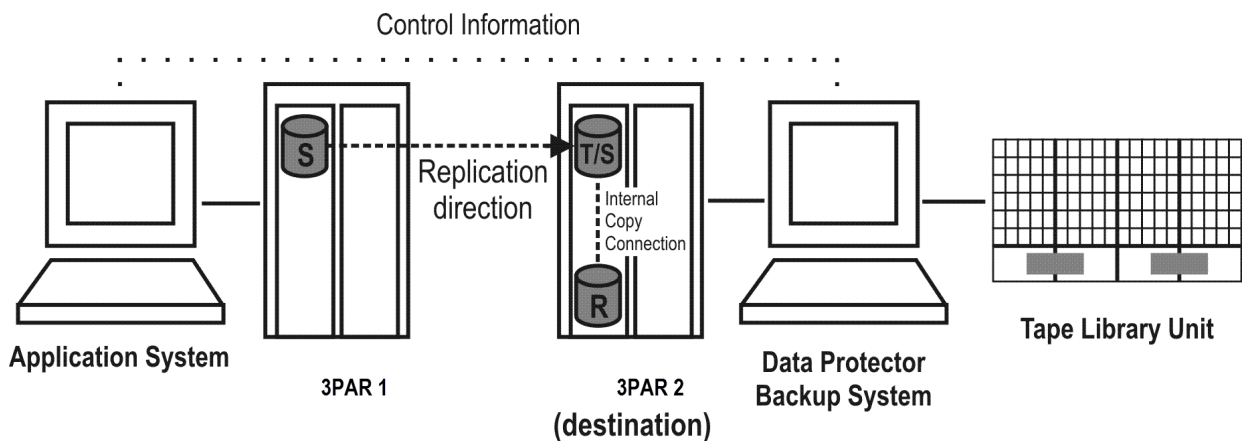 Control Information
S
T/S
Replication
direction
Internal
Copy
Connection
R
Application System
3PAR 1
3PAR 2
(destination)
Data Protector
Backup System
Tape Library Unit